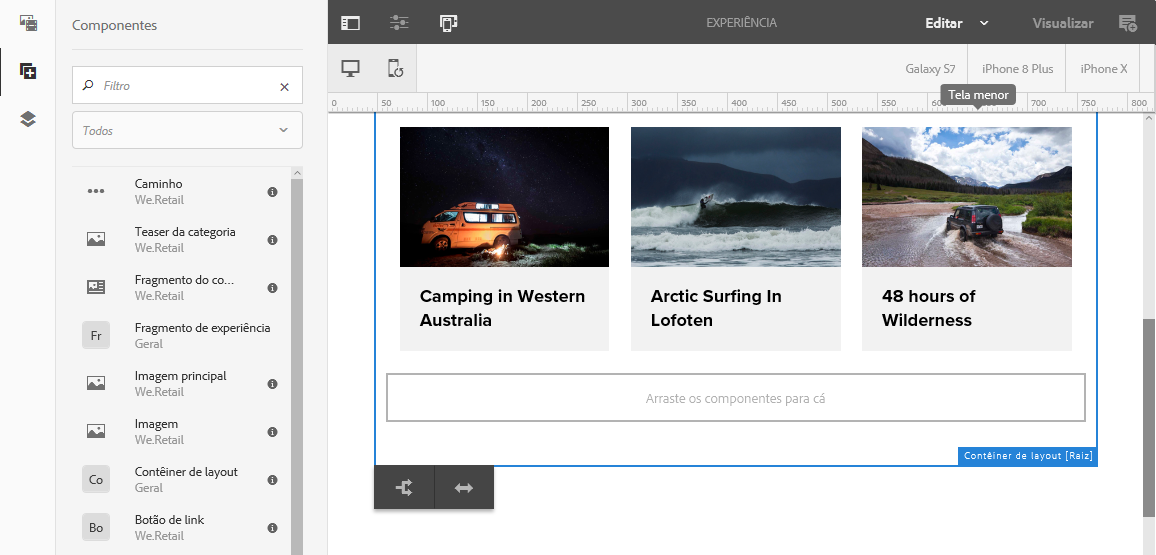 Componentes
Filtro
Todos
Caminho
We.Retail
Teaser da categoria
We.Retail
Fragmento do co...
We.Retail
Fr
Fragmento de experiência
Geral
Imagem principal
We.Retail
Imagem
We.Retail
Co
Contêiner de layout
Geral
Bo
Botão de link
We.Retail
EXPERIÊNCIA
Editar
Visualizar
Galaxy S7
iPhone 8 Plus
iPhone X
Tela menor
0 50 100 150 200 250 300 350 400 450 500 550 600 700 750 800
Camping in Western
Australia
Arctic Surfing In
Lofoten
48 hours of
Wilderness
Arraste os componentes para cá
Contêiner de layout [Raiz]